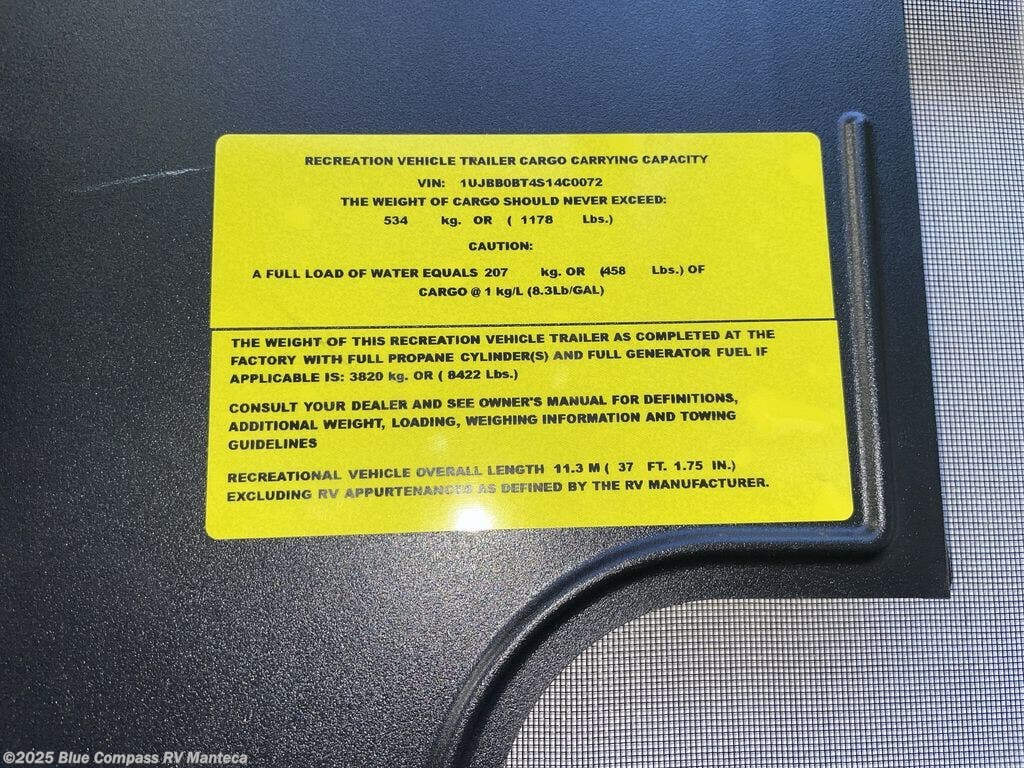 RECREATION VEHICLE TRAILER CARGO CARRYING CAPACITY
VIN: 1UJBB0BT4S14C0072
THE WEIGHT OF CARGO SHOULD NEVER EXCEED:
534 kg. OR ( 1178 Lbs.)
CAUTION:
A FULL LOAD OF WATER EQUALS 207 kg. OR (458 Lbs.) OF
CARGO @ 1 kg/L (8.3Lb/GAL)
THE WEIGHT OF THIS RECREATION VEHICLE TRAILER AS COMPLETED AT THE
FACTORY WITH FULL PROPANE CYLINDER(S) AND FULL GENERATOR FUEL IF
APPLICABLE IS: 3820 kg. OR ( 8422 Lbs.)
CONSULT YOUR DEALER AND SEE OWNER'S MANUAL FOR DEFINITIONS,
ADDITIONAL WEIGHT, LOADING, WEIGHING INFORMATION AND TOWING
GUIDELINES
RECREATIONAL VEHICLE OVERALL LENGTH 11.3 M ( 37 FT. 1.75 IN.)
EXCLUDING RV APPURTENANCES AS DEFINED BY THE RV MANUFACTURER.
©2025 Blue Compass RV Manteca